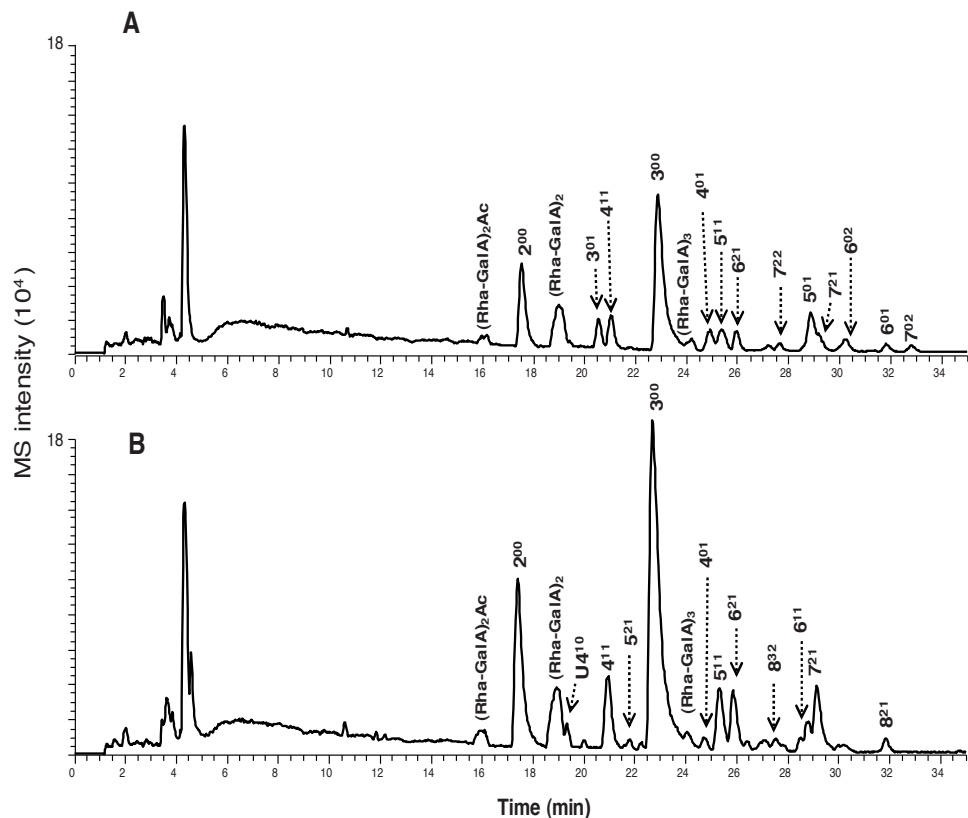 A
18
MS intensity (10⁴)
(Rha-GalA)₂Ac
2⁰⁰
(Rha-GalA)₂
3⁰¹
4¹¹
3⁰⁰
(Rha-GalA)₃
4⁰¹
5¹¹
6²¹
7²²
5⁰¹
7²¹
6⁰²
6⁰¹
7⁰²
0 2 4 6 8 10 12 14 16 18 20 22 24 26 28 30 32 34
B
18
(Rha-GalA)₂Ac
2⁰⁰
(Rha-GalA)₂
U4¹⁰
4¹¹
5²¹
3⁰⁰
(Rha-GalA)₃
4⁰¹
5¹¹
6²¹
8³²
6¹¹
7²¹
8²¹
0 2 4 6 8 10 12 14 16 18 20 22 24 26 28 30 32 34
Time (min)